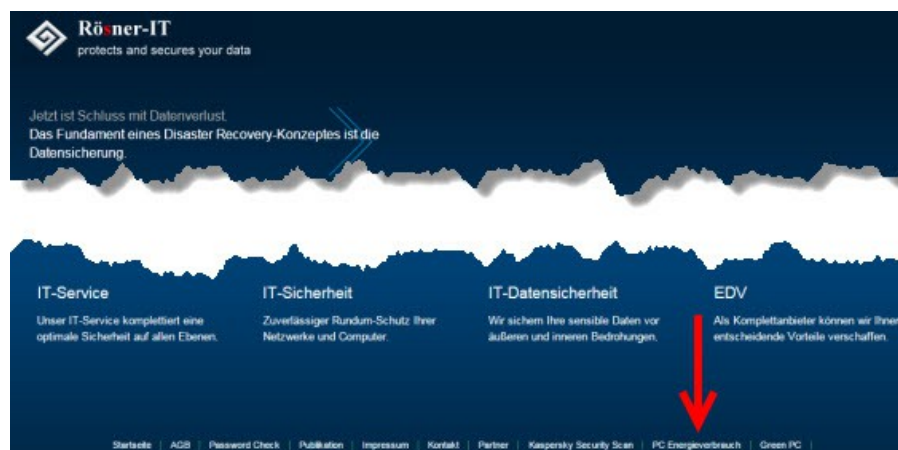 Rösner-IT
protects and secures your data
Jetzt ist Schluss mit Datenverlust.
Das Fundament eines Disaster Recovery-Konzeptes ist die
Datensicherung.
IT-Service
Unser IT-Service komplettiert eine
optimale Sicherheit auf allen Ebenen.
IT-Sicherheit
Zuverlässiger Rundum-Schutz Ihrer
Netzwerke und Computer.
IT-Datensicherheit
Wir sichern Ihre sensible Daten vor
äußeren und inneren Bedrohungen.
EDV
Als Komplettanbieter können wir Ihnen
entscheidende Vorteile verschaffen.
Startseite | AGB | Password Check | Publikation | Impressum | Kontakt | Partner | Kaspersky Security Scan | PC Energieverbrauch | Green PC |